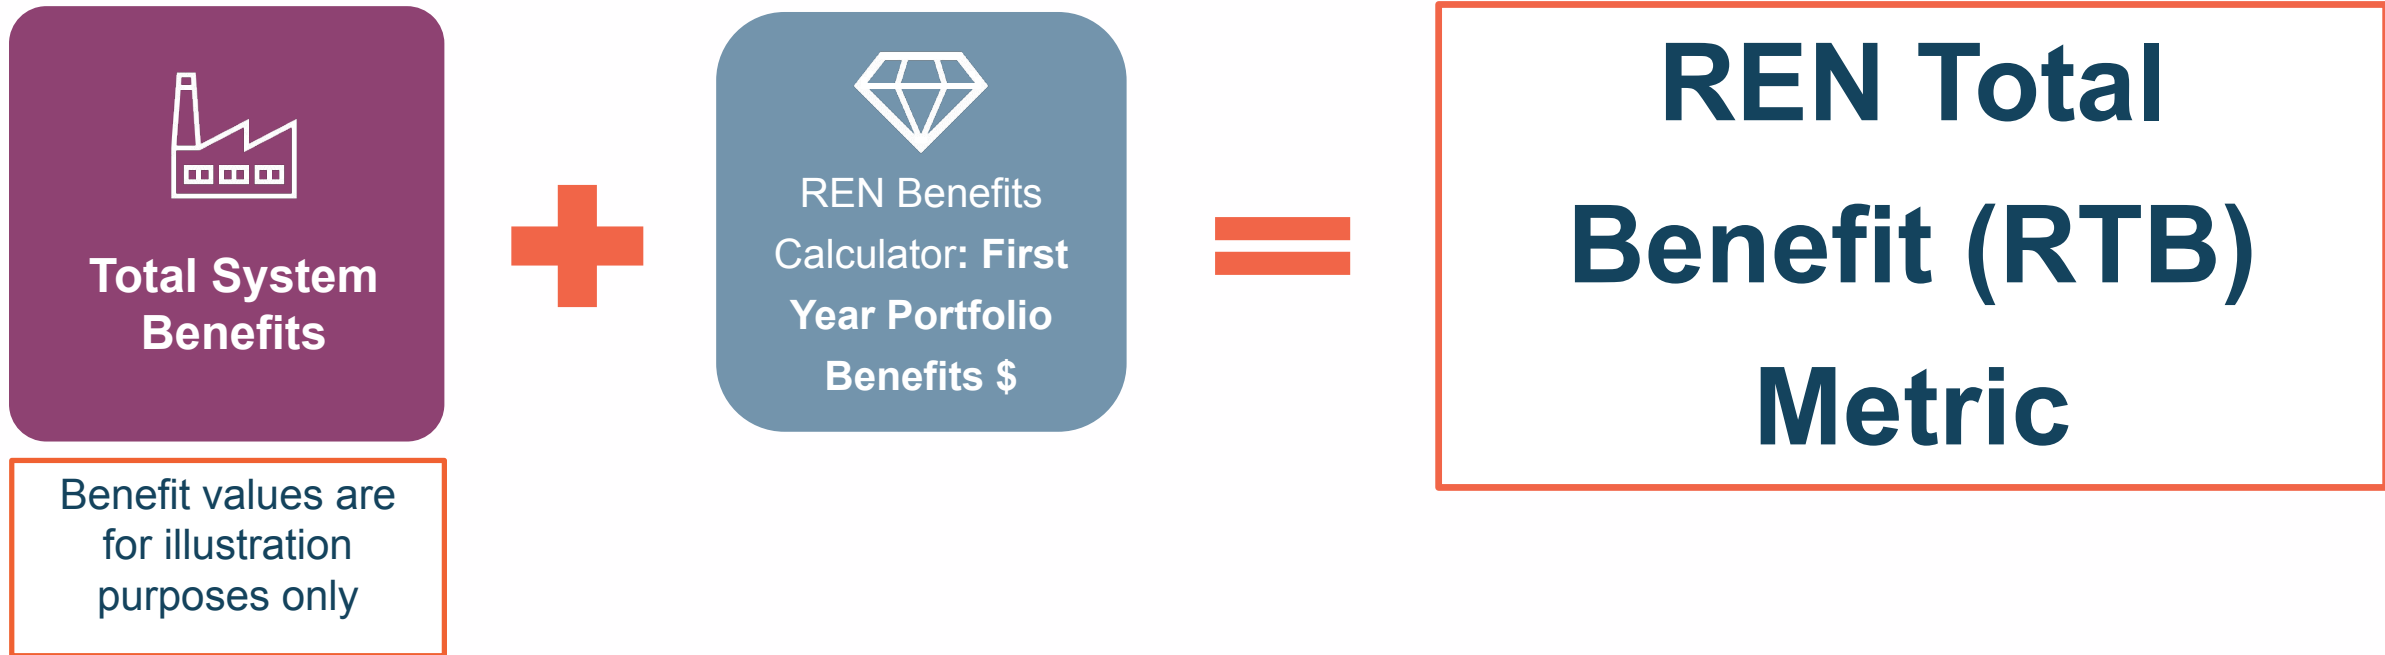 Total System
Benefits
REN Benefits
Calculator: First
Year Portfolio
Benefits $
REN Total
Benefit (RTB)
Metric
Benefit values are
for illustration
purposes only